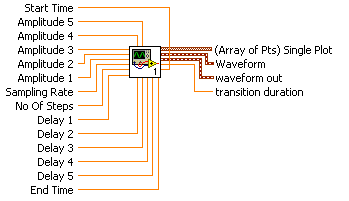 Start Time
Amplitude 5
Amplitude 4
Amplitude 3
Amplitude 2
Amplitude 1
Sampling Rate
No Of Steps
Delay 1
Delay 2
Delay 3
Delay 4
Delay 5
End Time
1
(Array of Pts) Single Plot
Waveform
waveform out
transition duration